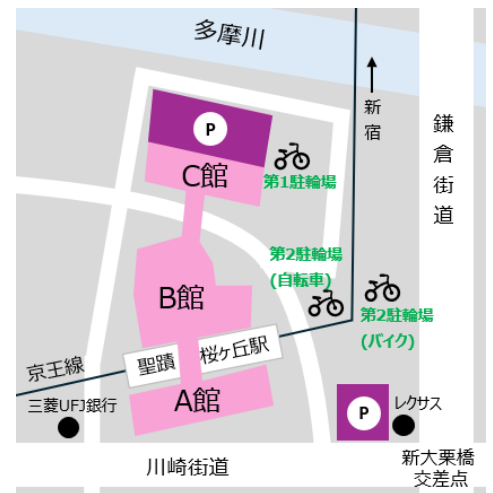 多摩川
新宿
鎌倉街道
P
C館
第1駐輪場
第2駐輪場
(自転車)
B館
第2駐輪場
(バイク)
聖蹟
桜ヶ丘駅
京王線
三菱UFJ銀行
A館
P
レクサス
川崎街道
新大栗橋
交差点